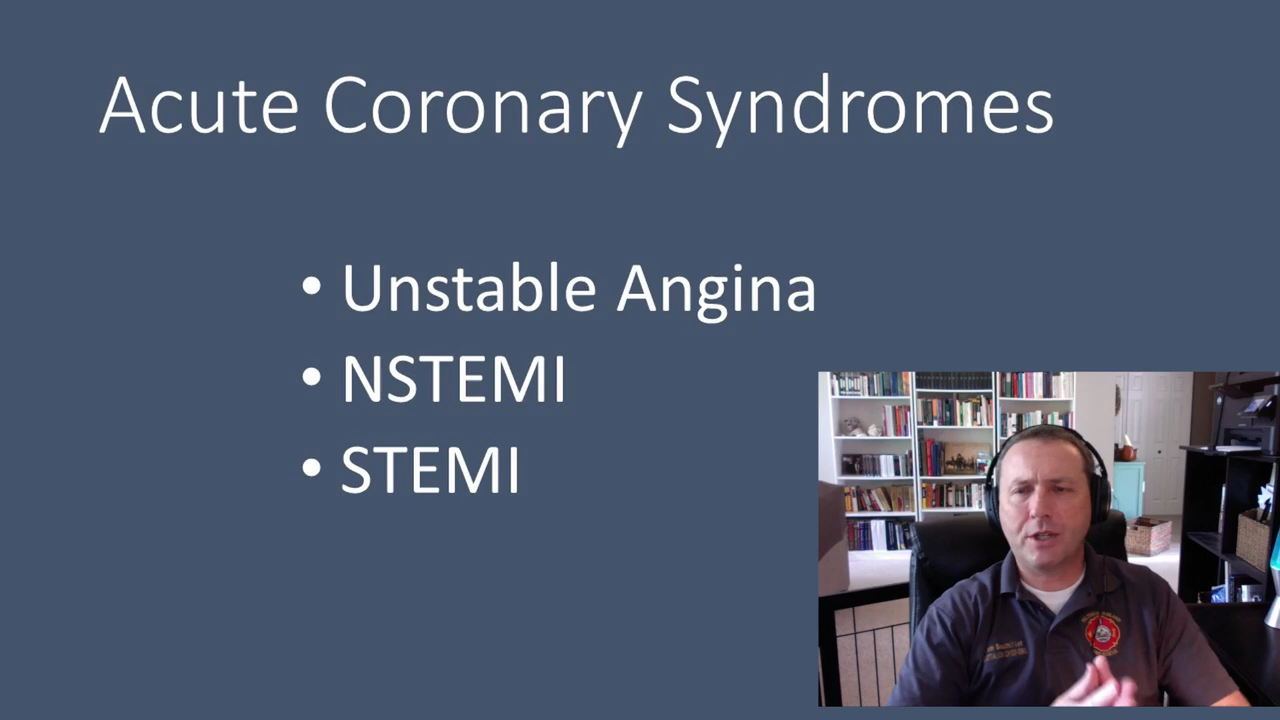 Acute Coronary Syndromes
• Unstable Angina
• NSTEMI
• STEMI